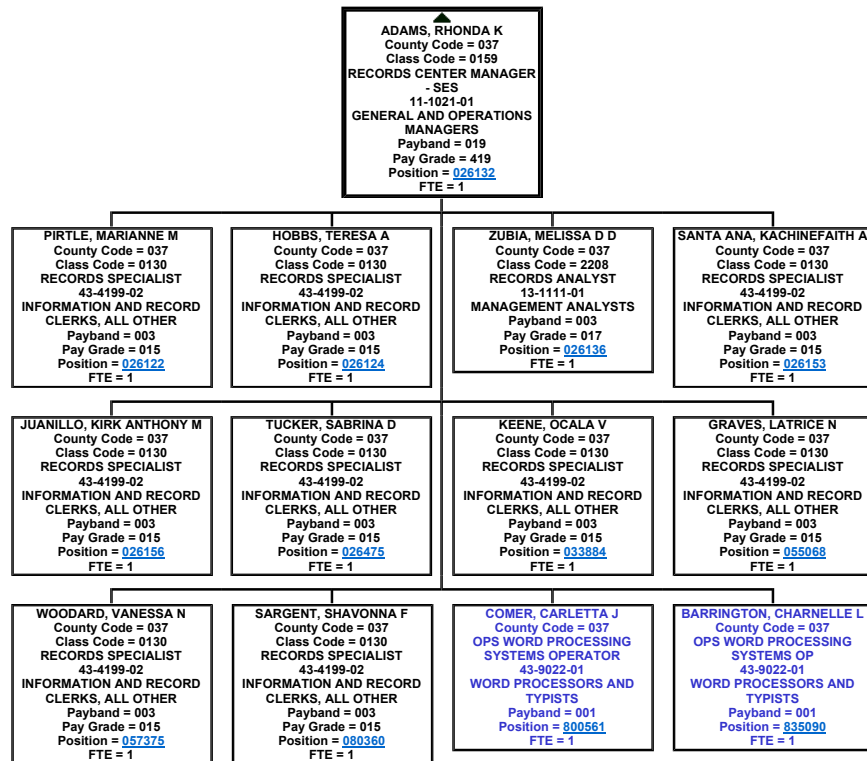 ADAMS, RHONDA K
County Code = 037
Class Code = 0159
RECORDS CENTER MANAGER
- SES
11-1021-01
GENERAL AND OPERATIONS
MANAGERS
Payband = 019
Pay Grade = 419
Position = 026132
FTE = 1
PIRTLE, MARIANNE M
County Code = 037
Class Code = 0130
RECORDS SPECIALIST
43-4199-02
INFORMATION AND RECORD
CLERKS, ALL OTHER
Payband = 003
Pay Grade = 015
Position = 026122
FTE = 1
HOBBS, TERESA A
County Code = 037
Class Code = 0130
RECORDS SPECIALIST
43-4199-02
INFORMATION AND RECORD
CLERKS, ALL OTHER
Payband = 003
Pay Grade = 015
Position = 026124
FTE = 1
ZUBIA, MELISSA D D
County Code = 037
Class Code = 2208
RECORDS ANALYST
13-1111-01
MANAGEMENT ANALYSTS
Payband = 003
Pay Grade = 017
Position = 026136
FTE = 1
SANTA ANA, KACHINEFAITH A
County Code = 037
Class Code = 0130
RECORDS SPECIALIST
43-4199-02
INFORMATION AND RECORD
CLERKS, ALL OTHER
Payband = 003
Pay Grade = 015
Position = 026153
FTE = 1
JUANILLO, KIRK ANTHONY M
County Code = 037
Class Code = 0130
RECORDS SPECIALIST
43-4199-02
INFORMATION AND RECORD
CLERKS, ALL OTHER
Payband = 003
Pay Grade = 015
Position = 026156
FTE = 1
TUCKER, SABRINA D
County Code = 037
Class Code = 0130
RECORDS SPECIALIST
43-4199-02
INFORMATION AND RECORD
CLERKS, ALL OTHER
Payband = 003
Pay Grade = 015
Position = 026475
FTE = 1
KEENE, OCALA V
County Code = 037
Class Code = 0130
RECORDS SPECIALIST
43-4199-02
INFORMATION AND RECORD
CLERKS, ALL OTHER
Payband = 003
Pay Grade = 015
Position = 033884
FTE = 1
GRAVES, LATRICE N
County Code = 037
Class Code = 0130
RECORDS SPECIALIST
43-4199-02
INFORMATION AND RECORD
CLERKS, ALL OTHER
Payband = 003
Pay Grade = 015
Position = 055068
FTE = 1
WOODARD, VANESSA N
County Code = 037
Class Code = 0130
RECORDS SPECIALIST
43-4199-02
INFORMATION AND RECORD
CLERKS, ALL OTHER
Payband = 003
Pay Grade = 015
Position = 057375
FTE = 1
SARGENT, SHAVONNA F
County Code = 037
Class Code = 0130
RECORDS SPECIALIST
43-4199-02
INFORMATION AND RECORD
CLERKS, ALL OTHER
Payband = 003
Pay Grade = 015
Position = 080360
FTE = 1
COMER, CARLETTA J
County Code = 037
OPS WORD PROCESSING
SYSTEMS OPERATOR
43-9022-01
WORD PROCESSORS AND
TYPISTS
Payband = 001
Position = 800561
FTE = 1
BARRINGTON, CHARNELLE L
County Code = 037
OPS WORD PROCESSING
SYSTEMS OP
43-9022-01
WORD PROCESSORS AND
TYPISTS
Payband = 001
Position = 835090
FTE = 1